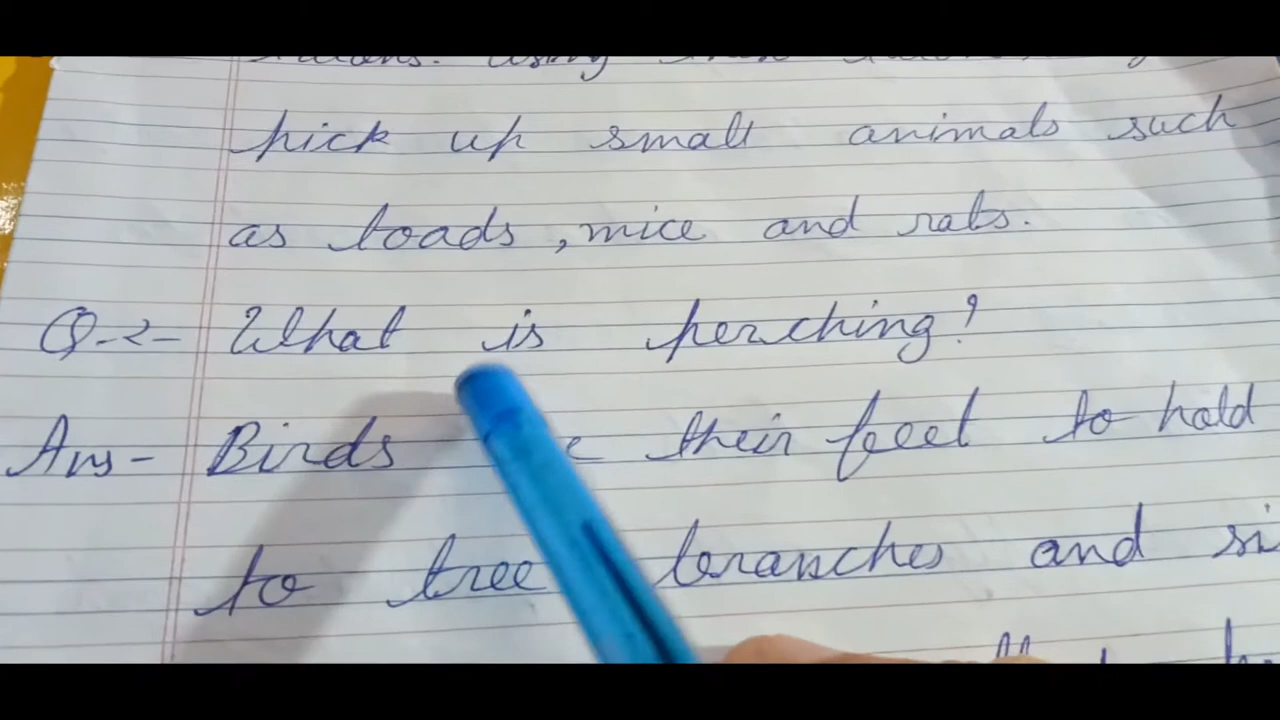 pick up small animals such
as toads, mice and rats.
Q-2- What is perching?
Ans- Birds their feet to hold
to tree branches and